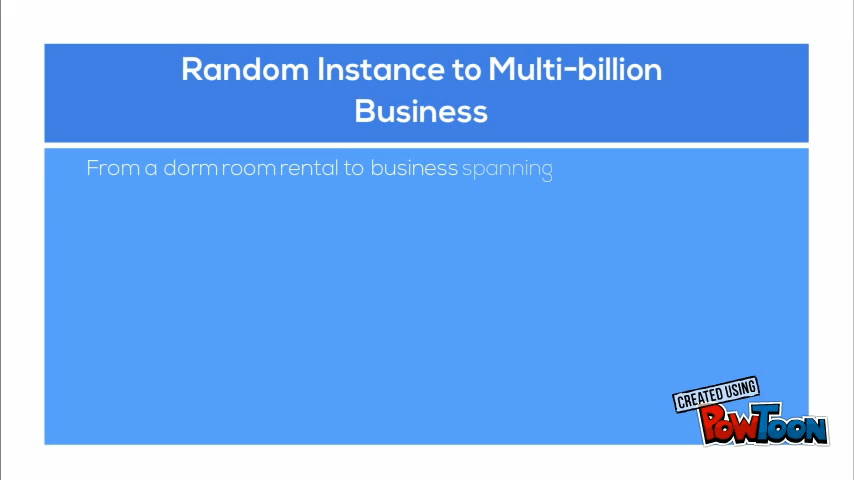 Random Instance to Multi-billion
Business
From a dorm room rental to business spanning
CREATED USING
POWTOON